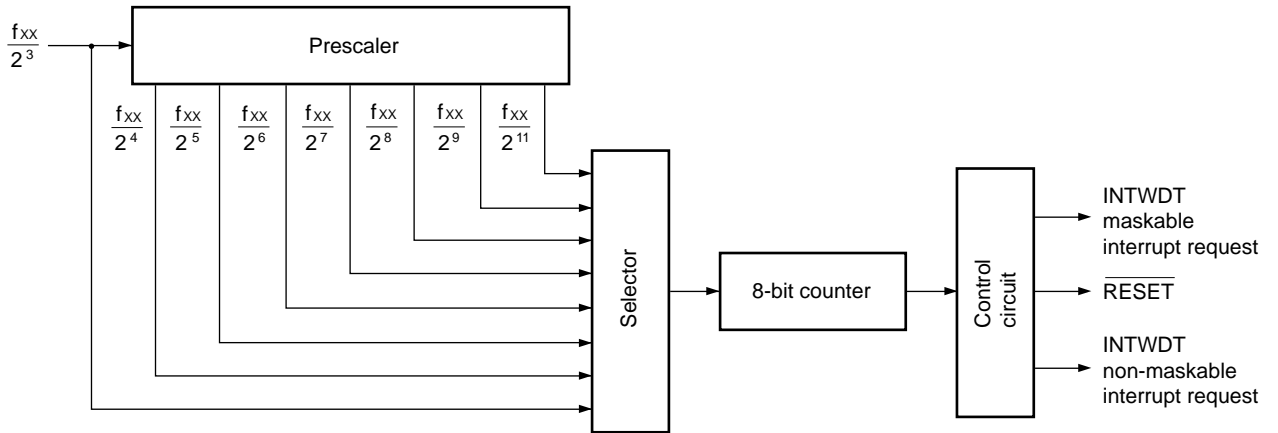 fXX
2³
Prescaler
fXX
2⁴
fXX
2⁵
fXX
2⁶
fXX
2⁷
fXX
2⁸
fXX
2⁹
fXX
2¹¹
Selector
8-bit counter
Control
circuit
INTWDT
maskable
interrupt request
RESET
INTWDT
non-maskable
interrupt request